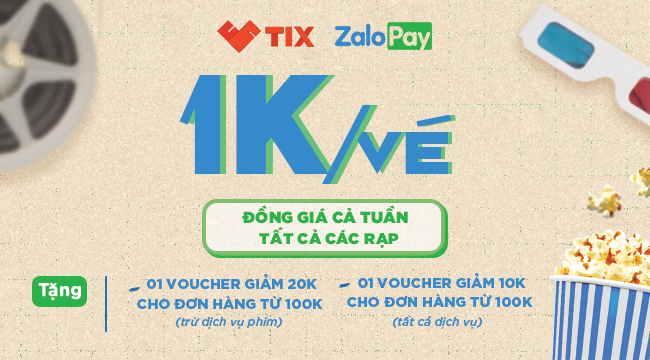 TIX ZaloPay
1K/VÉ
ĐỒNG GIÁ CẢ TUẦN
TẤT CẢ CÁC RẠP
Tặng
01 VOUCHER GIẢM 20K
CHO ĐƠN HÀNG TỪ 100K
(trừ dịch vụ phim)
01 VOUCHER GIẢM 10K
CHO ĐƠN HÀNG TỪ 100K
(tất cả dịch vụ)